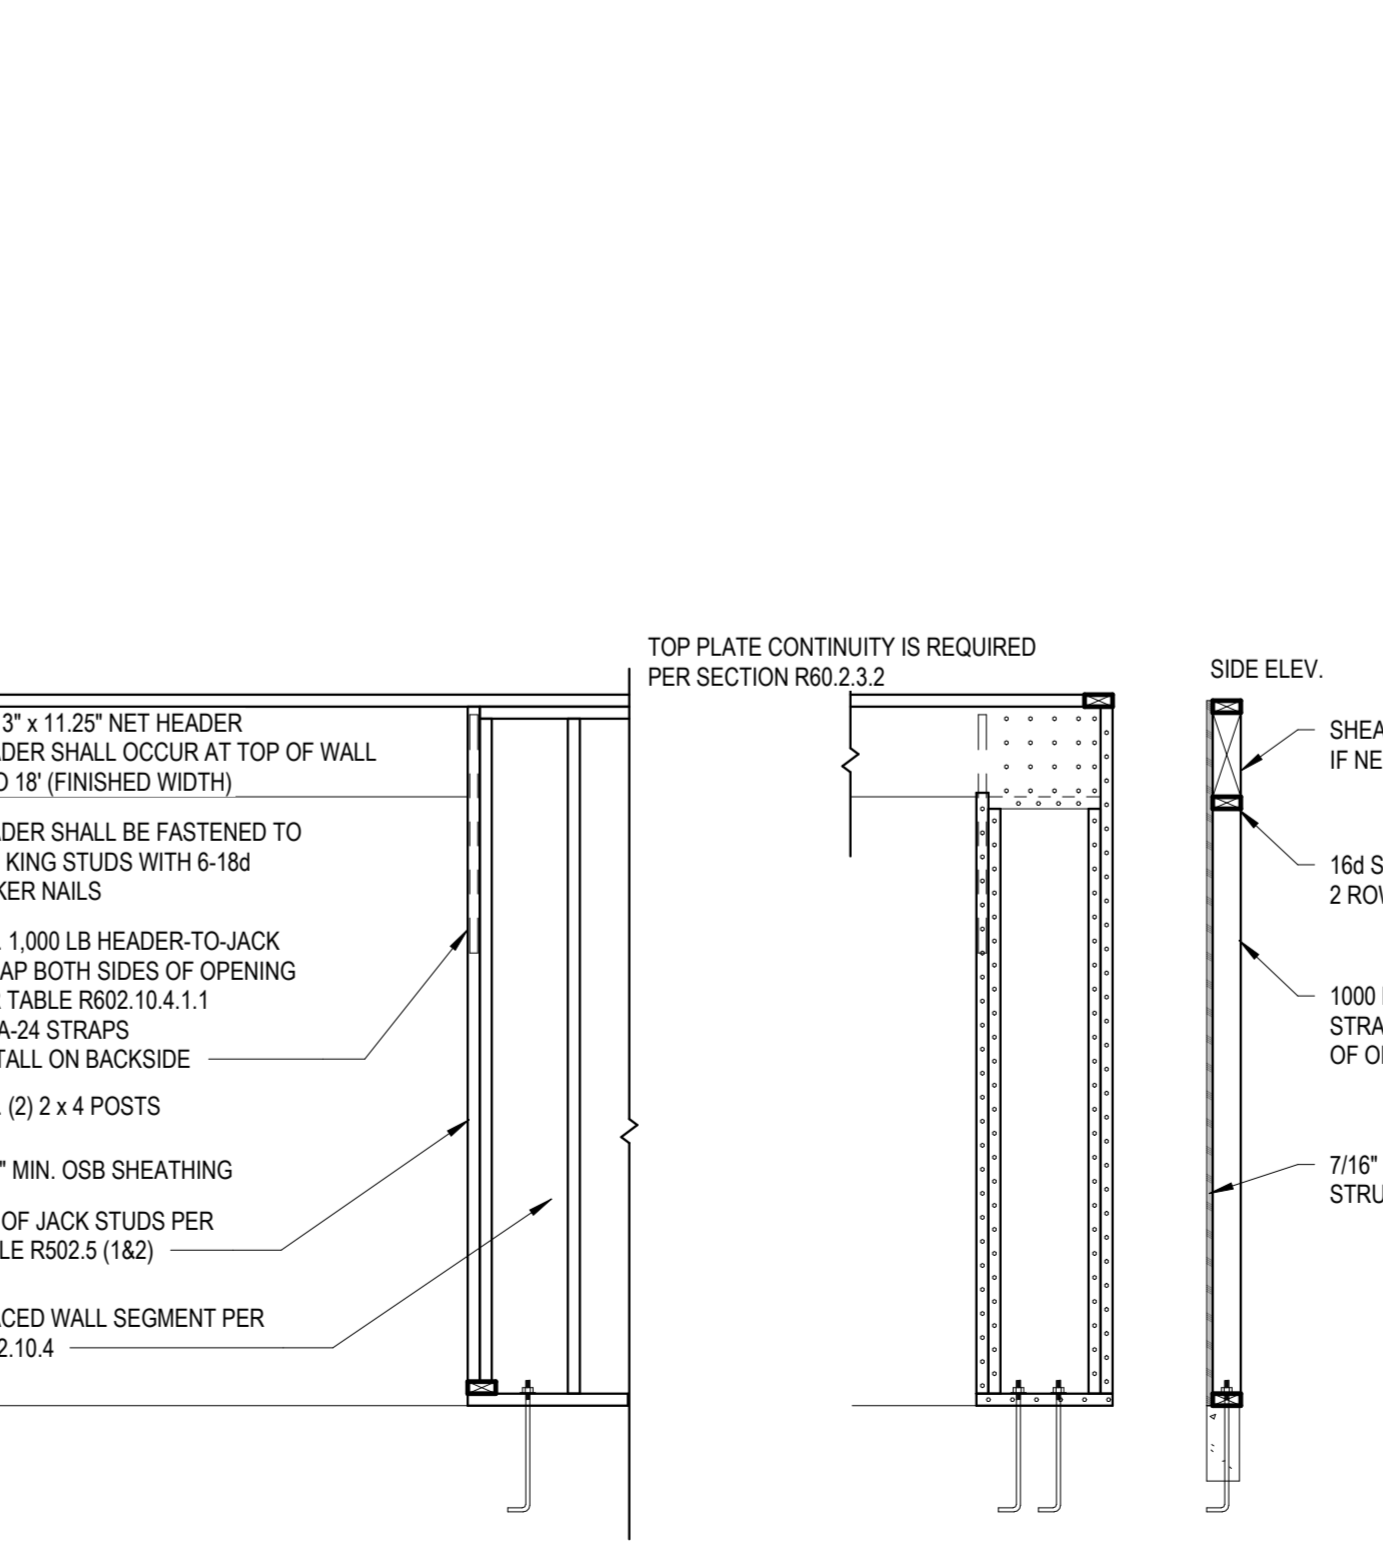 TOP PLATE CONTINUITY IS REQUIRED
PER SECTION R60.2.3.2
SIDE ELEV.
3" x 11.25" NET HEADER
ADER SHALL OCCUR AT TOP OF WALL
O 18' (FINISHED WIDTH)
ADER SHALL BE FASTENED TO
KING STUDS WITH 6-18d
KER NAILS
. 1,000 LB HEADER-TO-JACK
AP BOTH SIDES OF OPENING
R TABLE R602.10.4.1.1
A-24 STRAPS
TALL ON BACKSIDE
. (2) 2 x 4 POSTS
" MIN. OSB SHEATHING
OF JACK STUDS PER
LE R502.5 (1&2)
ACED WALL SEGMENT PER
2.10.4
SHEA
IF NE
16d S
2 ROW
1000
STRA
OF O
7/16"
STRU